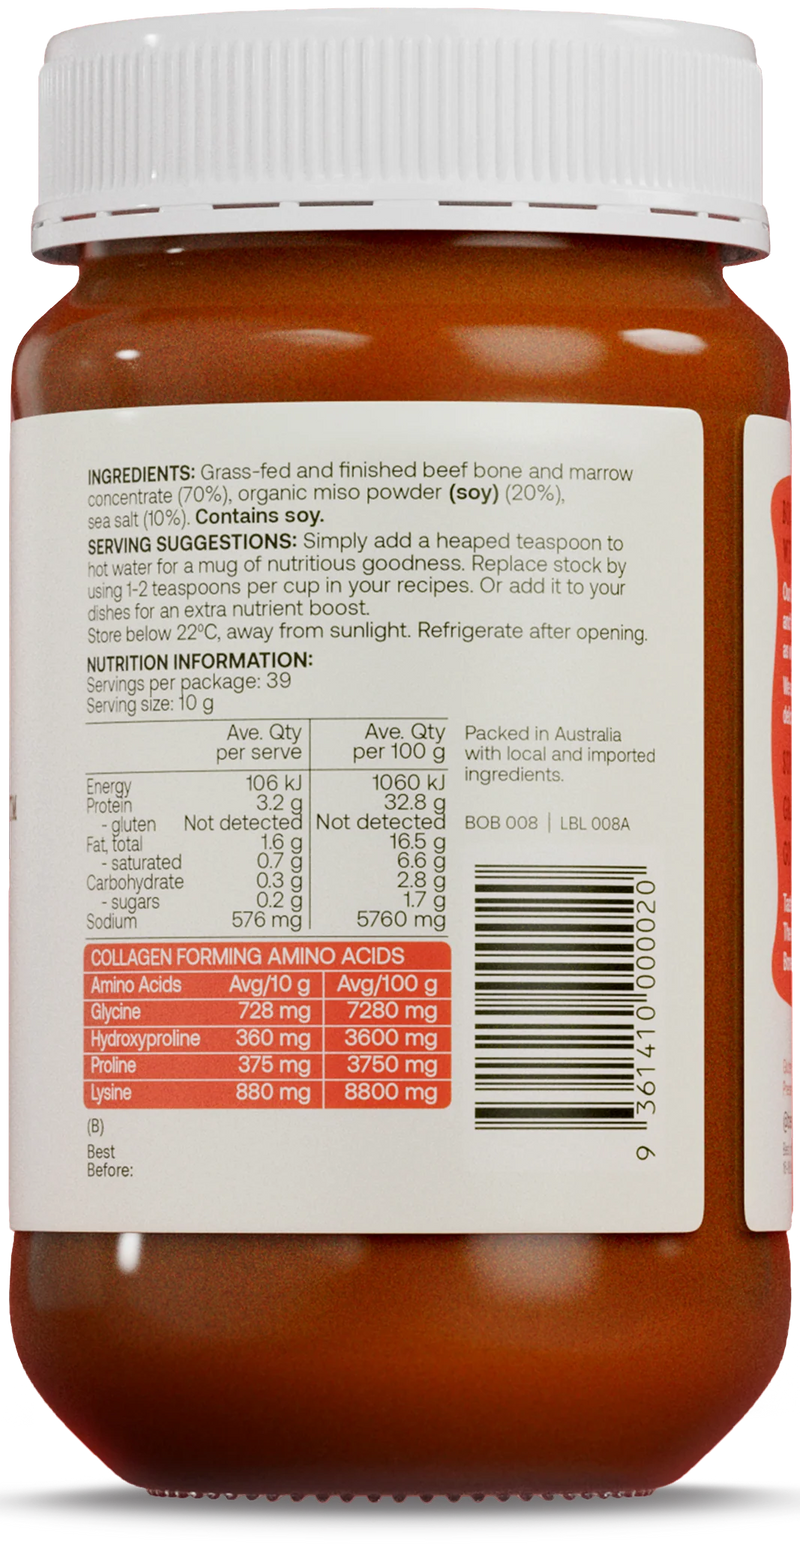 INGREDIENTS: Grass-fed and finished beef bone and marrow
concentrate (70%), organic miso powder (soy) (20%),
sea salt (10%). Contains soy.
SERVING SUGGESTIONS: Simply add a heaped teaspoon to
hot water for a mug of nutritious goodness. Replace stock by
using 1-2 teaspoons per cup in your recipes. Or add it to your
dishes for an extra nutrient boost.
Store below 22ºC, away from sunlight. Refrigerate after opening.
NUTRITION INFORMATION:
Servings per package: 39
Serving size: 10 g
Ave. Qty per serve Ave. Qty per 100 g
Energy 106 kJ 1060 kJ
Protein 3.2 g 32.8 g
- gluten Not detected Not detected
Fat, total 1.6 g 16.5 g
- saturated 0.7 g 6.6 g
Carbohydrate 0.3 g 2.8 g
- sugars 0.2 g 1.7 g
Sodium 576 mg 5760 mg
COLLAGEN FORMING AMINO ACIDS
Amino Acids Avg/10 g Avg/100 g
Glycine 728 mg 7280 mg
Hydroxyproline 360 mg 3600 mg
Proline 375 mg 3750 mg
Lysine 880 mg 8800 mg
(B)
Best
Before:
Packed in Australia
with local and imported
ingredients.
BOB 008 | LBL 008A
9 361410 000020